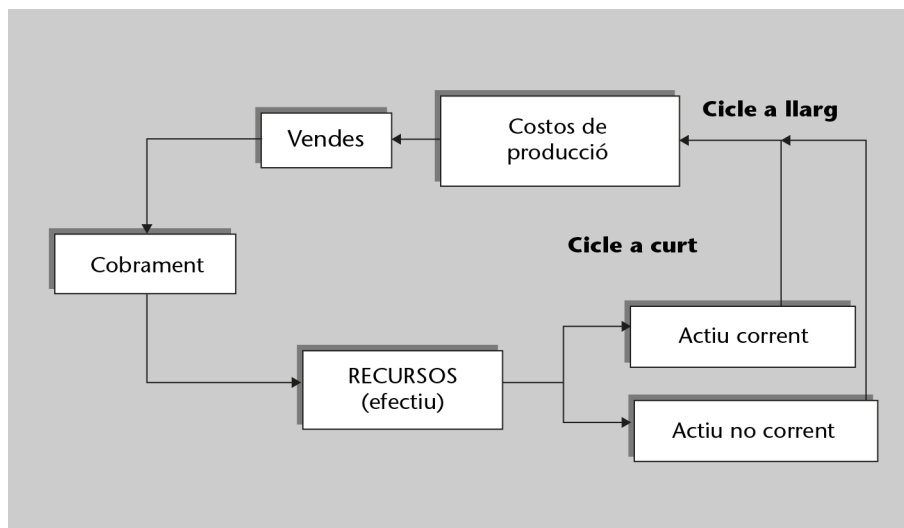 Cicle a llarg
Vendes
Costos de
producció
Cicle a curt
Cobrament
Actiu corrent
RECURSOS
(efectiu)
Actiu no corrent